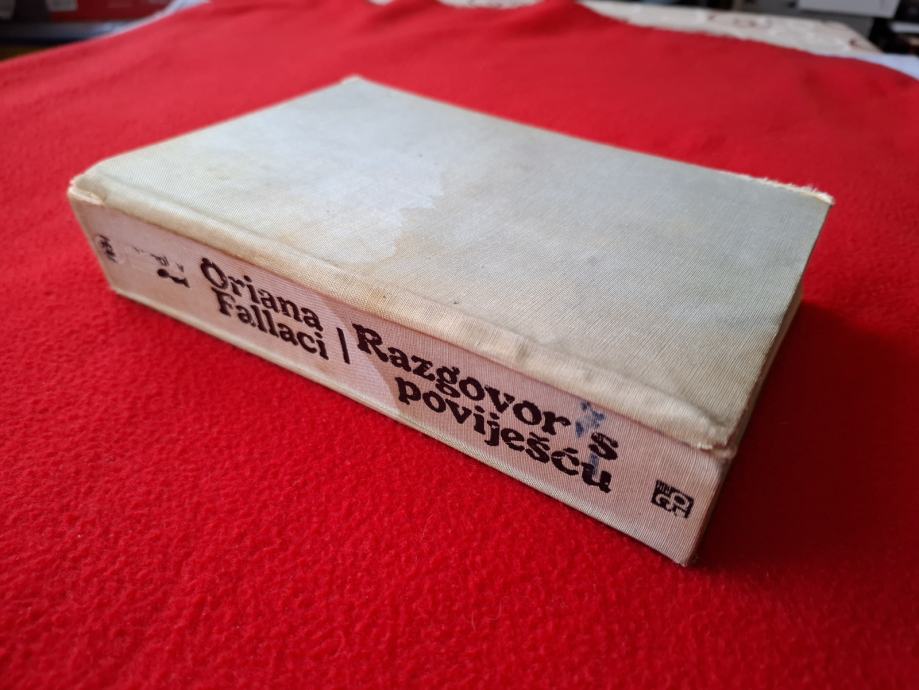 Oriana
Fallaci
Razgovor s
poviješću